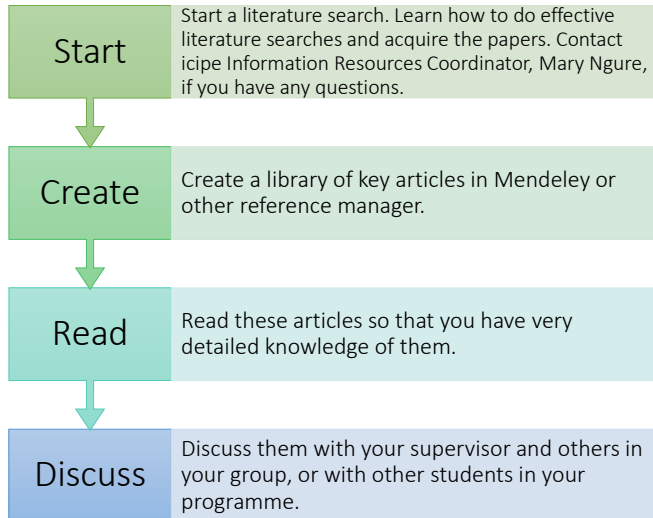 Start
Start a literature search. Learn how to do effective
literature searches and acquire the papers. Contact
icipe Information Resources Coordinator, Mary Ngure,
if you have any questions.
Create
Create a library of key articles in Mendeley or
other reference manager.
Read
Read these articles so that you have very
detailed knowledge of them.
Discuss
Discuss them with your supervisor and others in
your group, or with other students in your
programme.